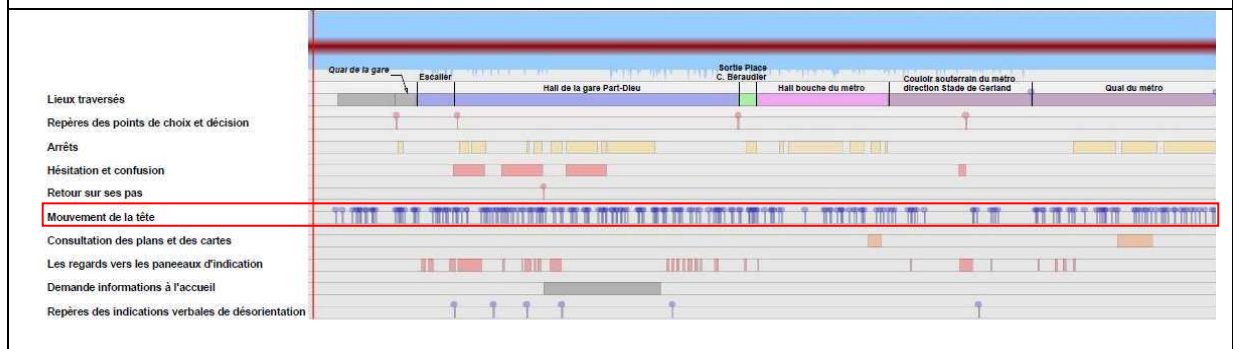 Quai de la gare
Escalier
Hall de la gare Part-Dieu
Sortie Place
C. Béraudier
Hall bouche du métro
Couloir souterrain du métro
direction Stade de Gerland
Quai du métro
Lieux traversés
Repères des points de choix et décision
Arrêts
Hésitation et confusion
Retour sur ses pas
Mouvement de la tête
Consultation des plans et des cartes
Les regards vers les paneeaux d'indication
Demande informations à l'accueil
Repères des indications verbales de désorientation